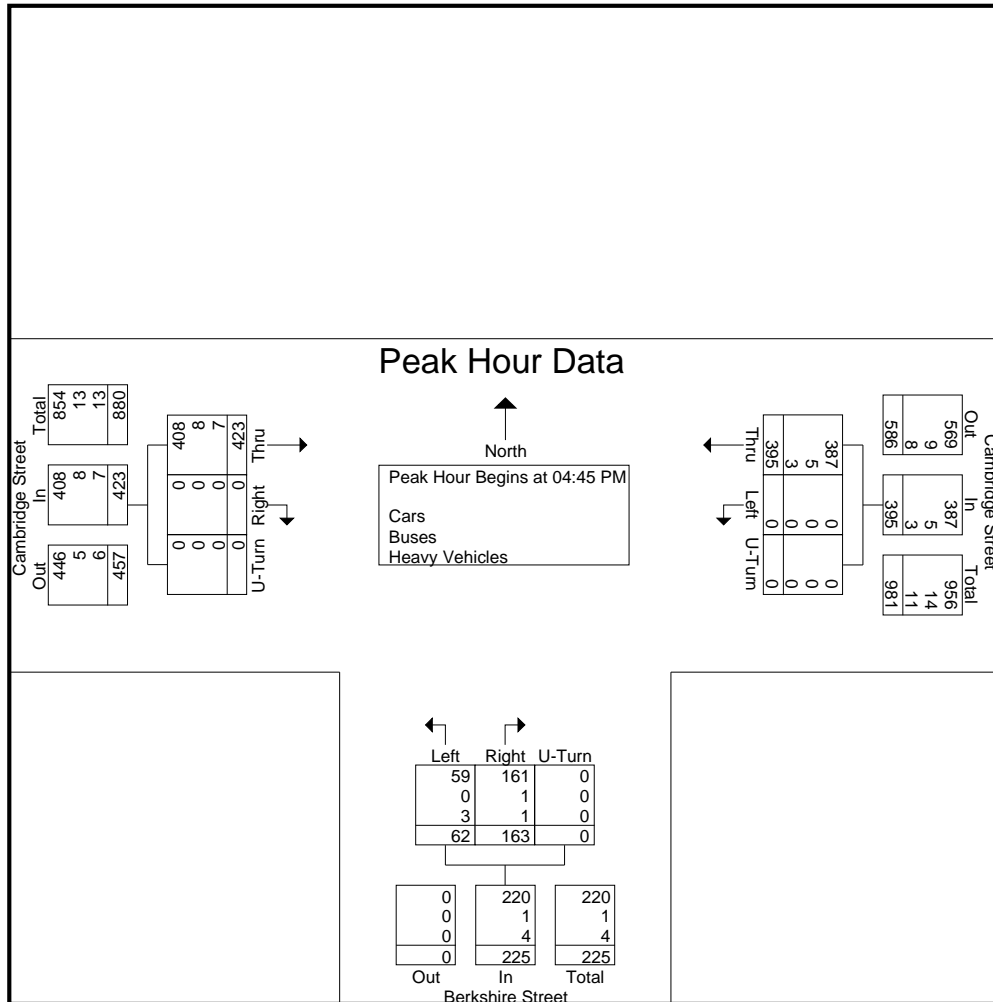 Peak Hour Data
North
Peak Hour Begins at 04:45 PM
Cars
Buses
Heavy Vehicles
Cambridge Street
Total
In
Out
854 13 13 880
408 8 7 423
446 5 6 457
Thru
Right
U-Turn
408 8 7 423
0 0 0 0
0 0 0 0
Cambridge Street
Out
In
Total
569 9 8 586
387 5 3 395
956 14 11 981
Thru
Left
U-Turn
387 5 3 395
0 0 0 0
0 0 0 0
Left Right U-Turn
59 161 0
0 1 0
3 1 0
62 163 0
0 220 220
0 1 1
0 4 4
0 225 225
Out In Total
Berkshire Street